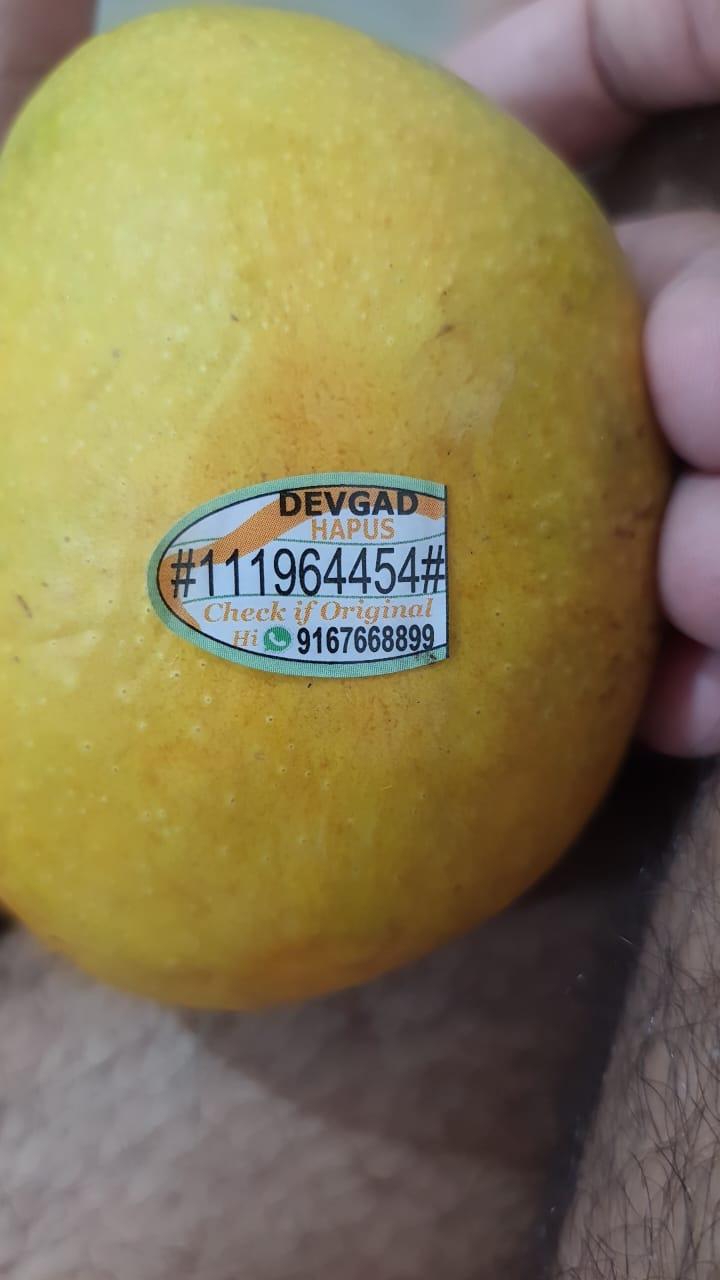 DEVGAD
HAPUS
#111964454#
Check if Original
Hi 9167668899